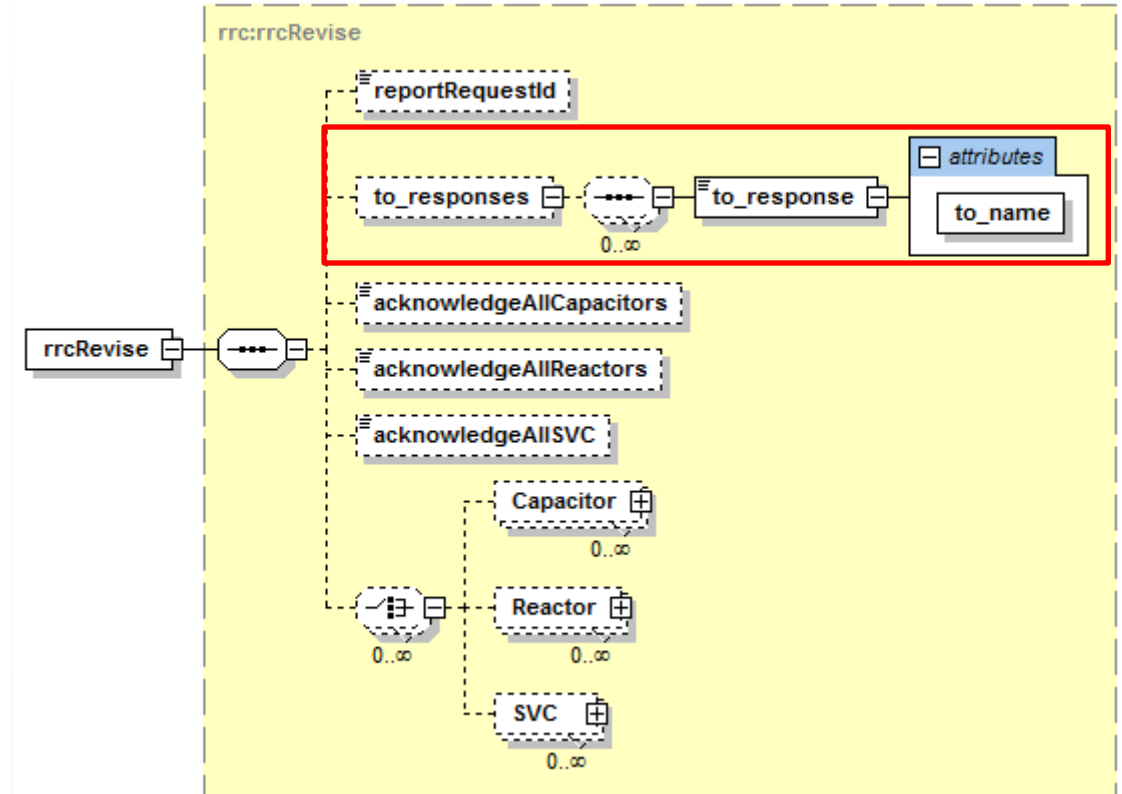 rrc:rrcRevise
reportRequestId
attributes
to_responses
to_response
to_name
0..∞
acknowledgeAllCapacitors
rrcRevise
acknowledgeAllReactors
acknowledgeAllSVC
Capacitor
0..∞
Reactor
0..∞
0..∞
SVC
0..∞